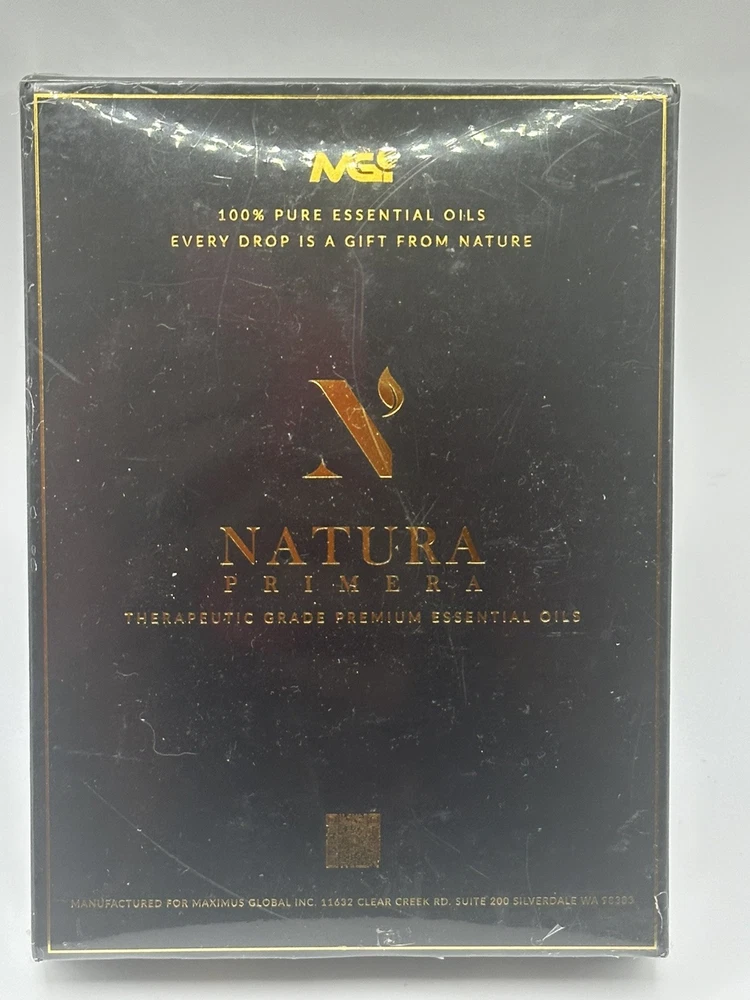 MGI
100% PURE ESSENTIAL OILS
EVERY DROP IS A GIFT FROM NATURE
N
NATURA
PRIMERA
THERAPEUTIC GRADE PREMIUM ESSENTIAL OILS
MANUFACTURED FOR MAXIMUS GLOBAL INC. 11632 CLEAR CREEK RD. SUITE 200 SILVERDALE WA 98383